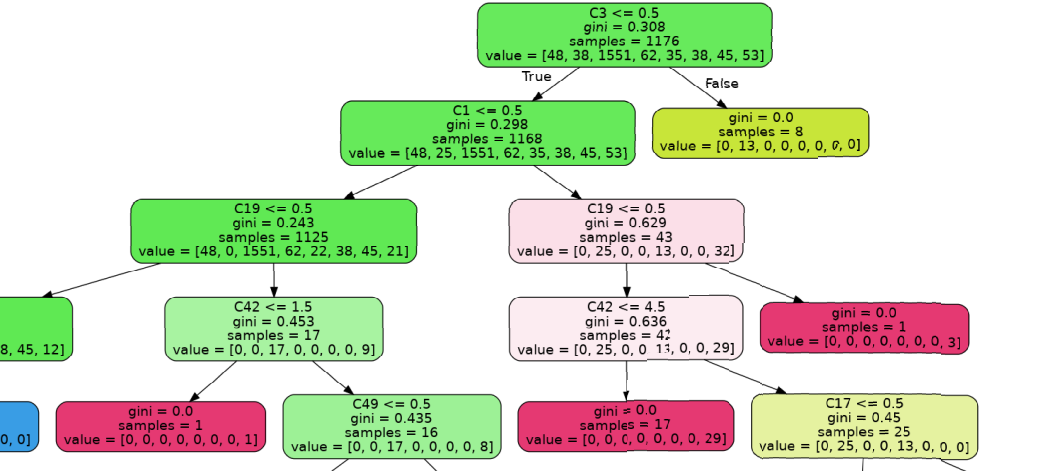 C3 <= 0.5
gini = 0.308
samples = 1176
value = [48, 38, 1551, 62, 35, 38, 45, 53]
True
False
C1 <= 0.5
gini = 0.298
samples = 1168
value = [48, 25, 1551, 62, 35, 38, 45, 53]
gini = 0.0
samples = 8
value = [0, 13, 0, 0, 0, 0, 0, 0]
C19 <= 0.5
gini = 0.243
samples = 1125
value = [48, 0, 1551, 62, 22, 38, 45, 21]
C19 <= 0.5
gini = 0.629
samples = 43
value = [0, 25, 0, 0, 13, 0, 0, 32]
8, 45, 12]
C42 <= 1.5
gini = 0.453
samples = 17
value = [0, 0, 17, 0, 0, 0, 0, 9]
C42 <= 4.5
gini = 0.636
samples = 42
value = [0, 25, 0, 0, 13, 0, 0, 29]
gini = 0.0
samples = 1
value = [0, 0, 0, 0, 0, 0, 0, 3]
0, 0]
gini = 0.0
samples = 1
value = [0, 0, 0, 0, 0, 0, 0, 1]
C49 <= 0.5
gini = 0.435
samples = 16
value = [0, 0, 17, 0, 0, 0, 0, 8]
gini = 0.0
samples = 17
value = [0, 0, 0, 0, 0, 0, 0, 29]
C17 <= 0.5
gini = 0.45
samples = 25
value = [0, 25, 0, 0, 13, 0, 0, 0]